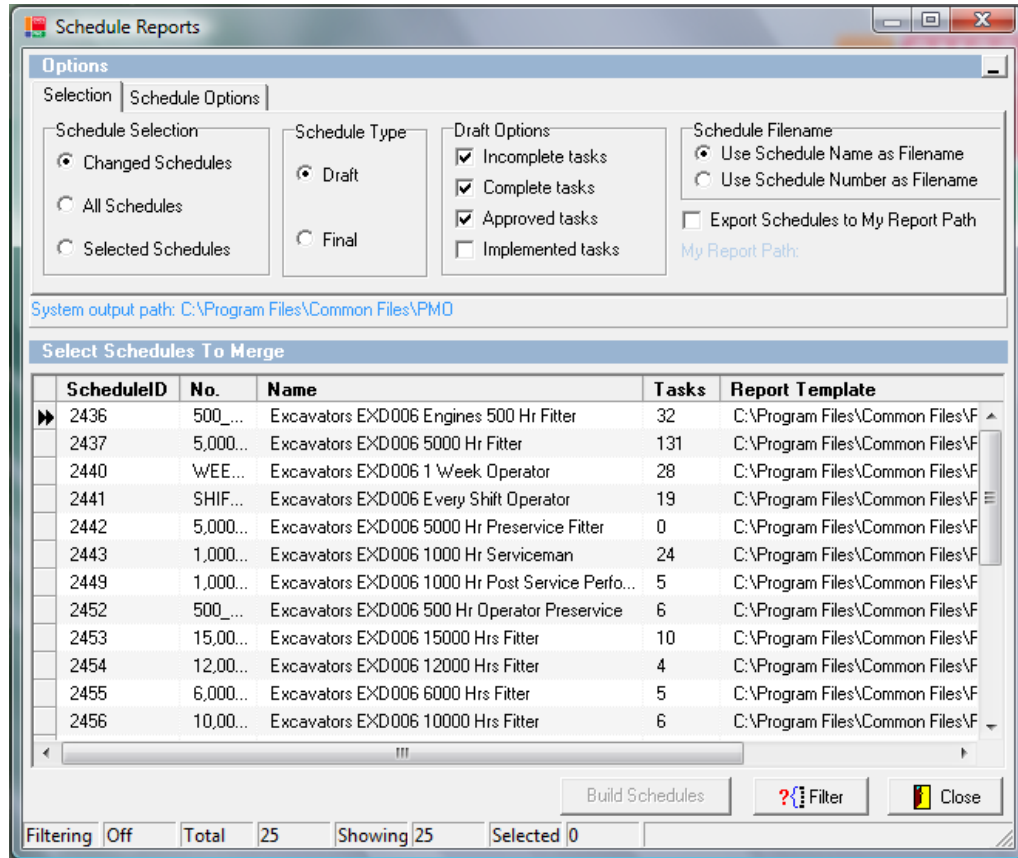 Schedule Reports
Options
Selection Schedule Options
Schedule Selection
Changed Schedules
All Schedules
Selected Schedules
Schedule Type
Draft
Final
Draft Options
Incomplete tasks
Complete tasks
Approved tasks
Implemented tasks
Schedule Filename
Use Schedule Name as Filename
Use Schedule Number as Filename
Export Schedules to My Report Path
My Report Path:
System output path: C:\Program Files\Common Files\PMO
Select Schedules To Merge
ScheduleID No. Name Tasks Report Template
2436 500_... Excavators EXD006 Engines 500 Hr Fitter 32 C:\Program Files\Common Files\F
2437 5,000... Excavators EXD006 5000 Hr Fitter 131 C:\Program Files\Common Files\F
2440 WEE... Excavators EXD006 1 Week Operator 28 C:\Program Files\Common Files\F
2441 SHIF... Excavators EXD006 Every Shift Operator 19 C:\Program Files\Common Files\F
2442 5,000... Excavators EXD006 5000 Hr Preservice Fitter 0 C:\Program Files\Common Files\F
2443 1,000... Excavators EXD006 1000 Hr Serviceman 24 C:\Program Files\Common Files\F
2449 1,000... Excavators EXD006 1000 Hr Post Service Perfo... 5 C:\Program Files\Common Files\F
2452 500_... Excavators EXD006 500 Hr Operator Preservice 6 C:\Program Files\Common Files\F
2453 15,00... Excavators EXD006 15000 Hrs Fitter 10 C:\Program Files\Common Files\F
2454 12,00... Excavators EXD006 12000 Hrs Fitter 4 C:\Program Files\Common Files\F
2455 6,000... Excavators EXD006 6000 Hrs Fitter 5 C:\Program Files\Common Files\F
2456 10,00... Excavators EXD006 10000 Hrs Fitter 6 C:\Program Files\Common Files\F
Build Schedules Filter Close
Filtering Off Total 25 Showing 25 Selected 0